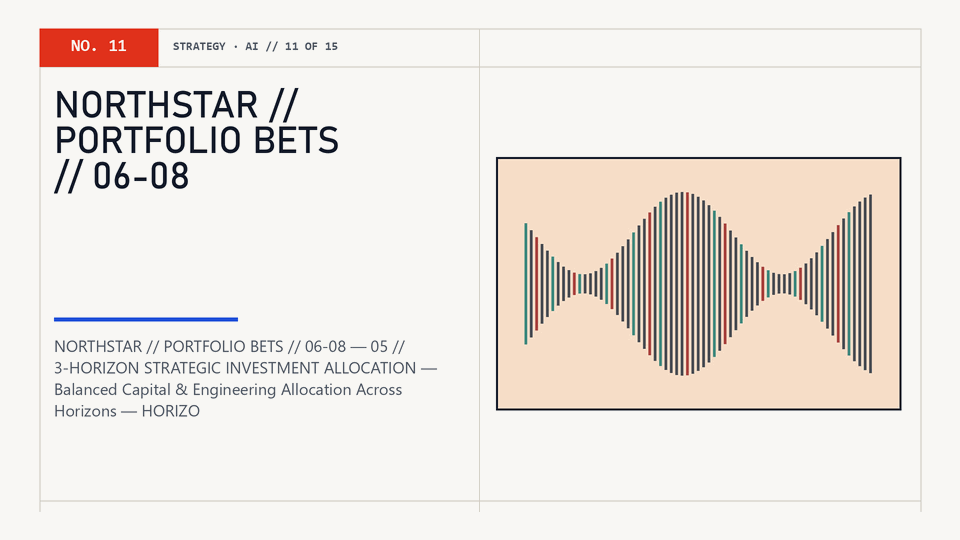 NO. 11
STRATEGY · AI // 11 OF 15
NORTHSTAR //
PORTFOLIO BETS
// 06-08
NORTHSTAR // PORTFOLIO BETS // 06-08 — 05 //
3-HORIZON STRATEGIC INVESTMENT ALLOCATION —
Balanced Capital & Engineering Allocation Across
Horizons — HORIZO